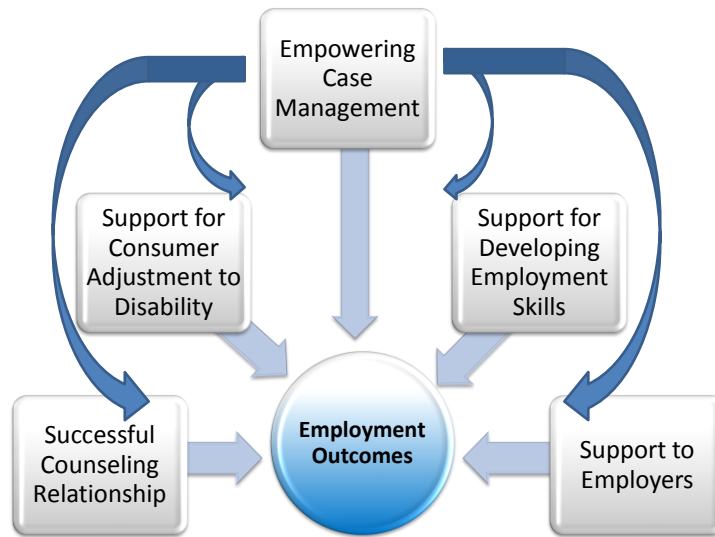 Empowering
Case
Management
Support for
Consumer
Adjustment to
Disability
Support for
Developing
Employment
Skills
Successful
Counseling
Relationship
Employment
Outcomes
Support to
Employers